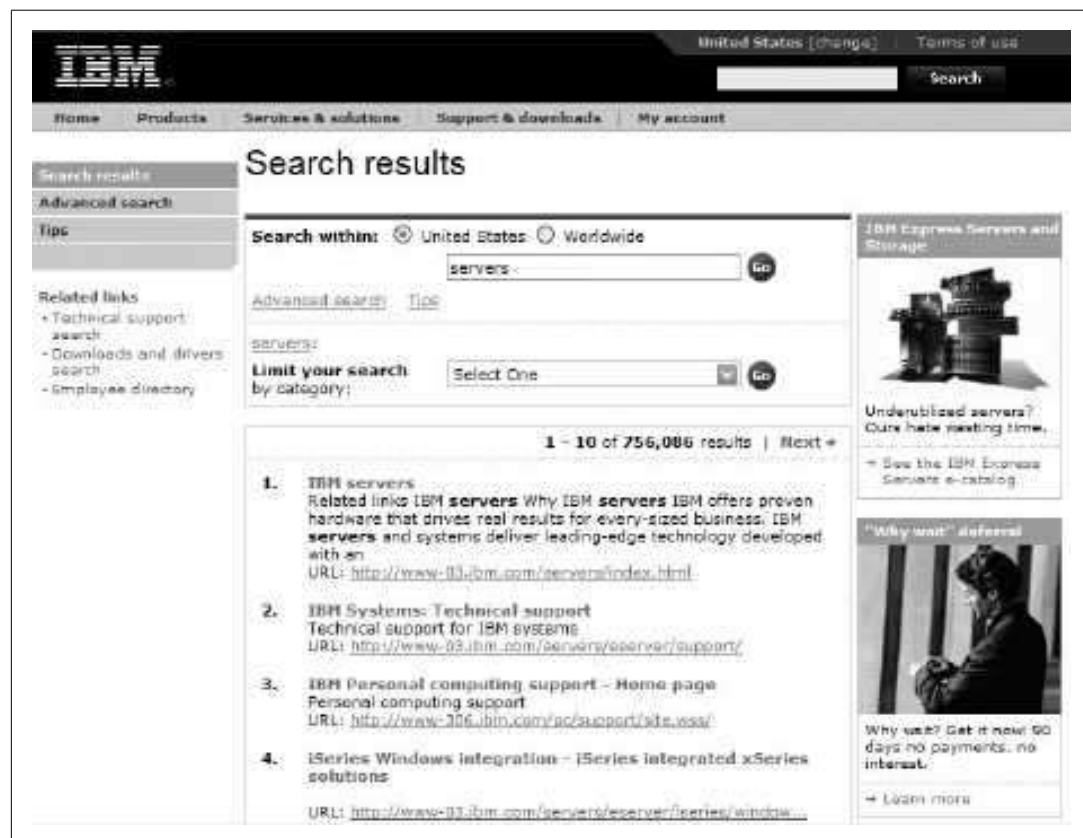 IBM
United States [change] | Terms of use
Search
Home Products Services & solutions Support & downloads My account
Search results
Advanced search
Tips
Related links
• Technical support
search
• Downloads and drivers
search
• Employee directory
Search results
Search within: United States Worldwide
servers Go
Advanced search Tips
servers:
Limit your search
by category: Select One Go
1 - 10 of 756,086 results | Next
1. IBM servers
Related links IBM servers Why IBM servers IBM offers proven
hardware that drives real results for every-sized business. IBM
servers and systems deliver leading-edge technology developed
with an
URL: http://www-03.ibm.com/servers/index.html
2. IBM Systems: Technical support
Technical support for IBM systems
URL: http://www-03.ibm.com/servers/eserver/support/
3. IBM Personal computing support - Home page
Personal computing support
URL: http://www-306.ibm.com/pc/support/site.wss/
4. iSeries Windows integration - iSeries integrated xSeries
solutions
URL: http://www-03.ibm.com/servers/eserver/iseries/window...
IBM Express Servers and
Storage
Underutilized servers?
Ours hate wasting time.
→ See the IBM Express
Servers e-catalog
"Why wait" deferral
Why wait? Get it now! 90
days no payments, no
interest.
→ Learn more